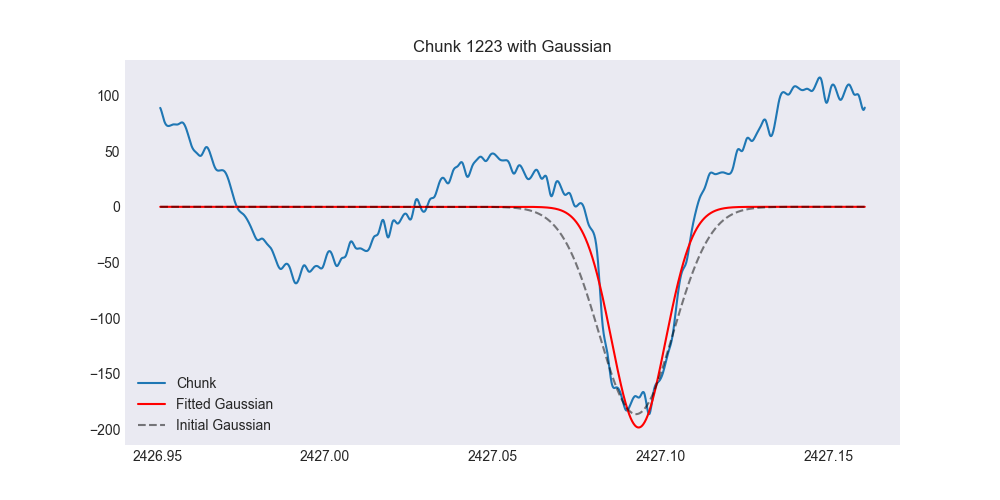 Chunk 1223 with Gaussian
100
50
0
−50
−100
−150
−200
Chunk
Fitted Gaussian
Initial Gaussian
2426.95 2427.00 2427.05 2427.10 2427.15